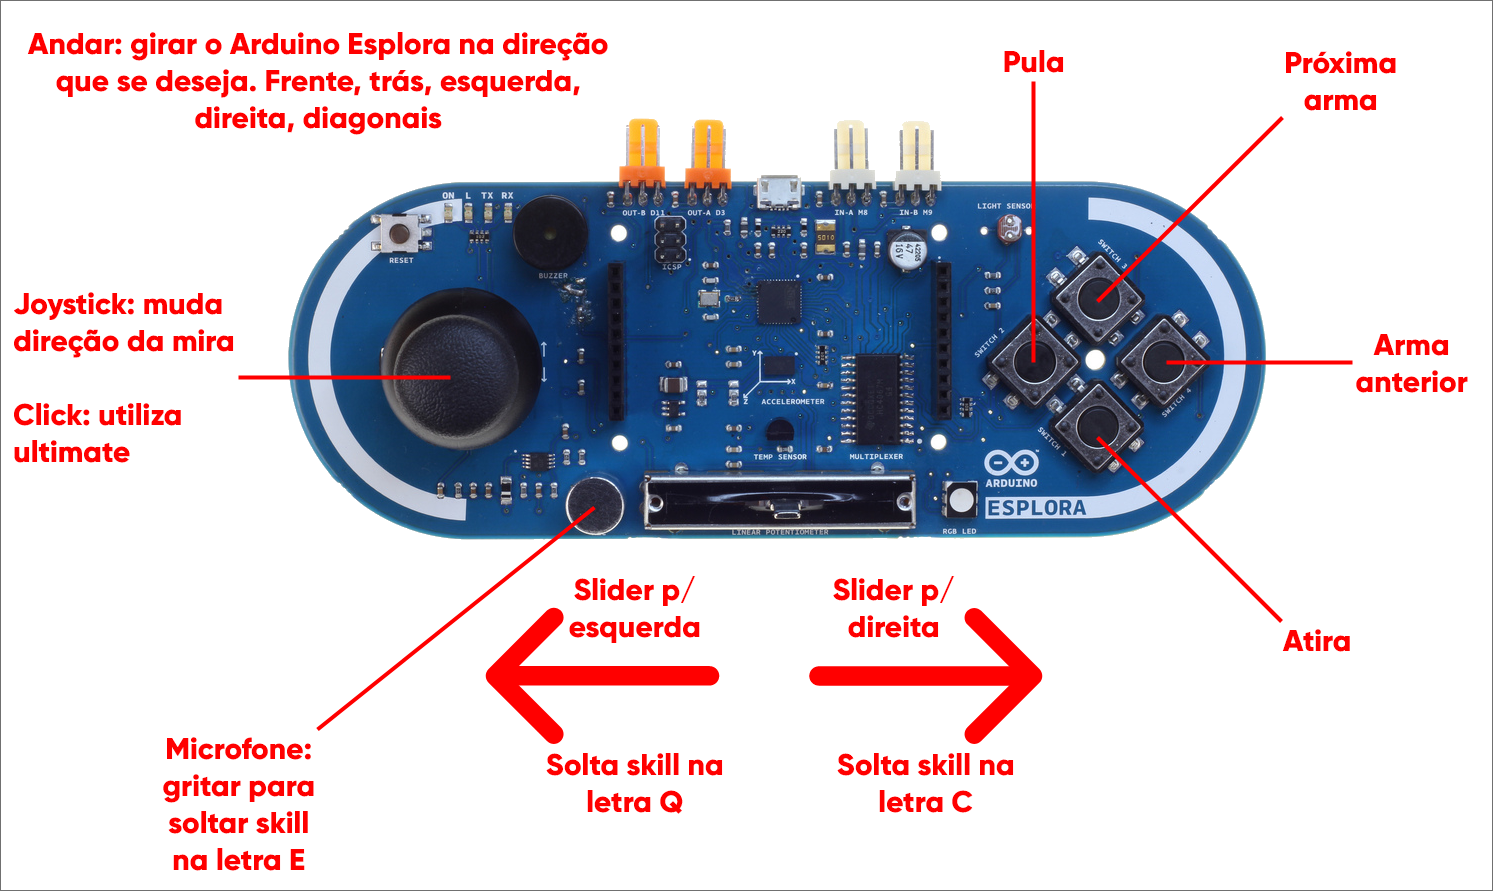 Andar: girar o Arduino Esplora na direção
que se deseja. Frente, trás, esquerda,
direita, diagonais
Pula
Próxima
arma
Joystick: muda
direção da mira
Click: utiliza
ultimate
Arma
anterior
Atira
Slider p/
esquerda
Slider p/
direita
Solta skill na
letra Q
Solta skill na
letra C
Microfone:
gritar para
soltar skill
na letra E
ON L TX RX
RESET
BUZZER
OUT-B D11
OUT-A D3
ICSP
IN-A M8
IN-B M9
LIGHT SENSOR
SWITCH 3
SWITCH 2
SWITCH 4
SWITCH 1
Y
X
Z
ACCELEROMETER
TEMP SENSOR
MULTIPLEXER
47
16V
LINEAR POTENTIOMETER
RGB LED
ARDUINO
ESPLORA